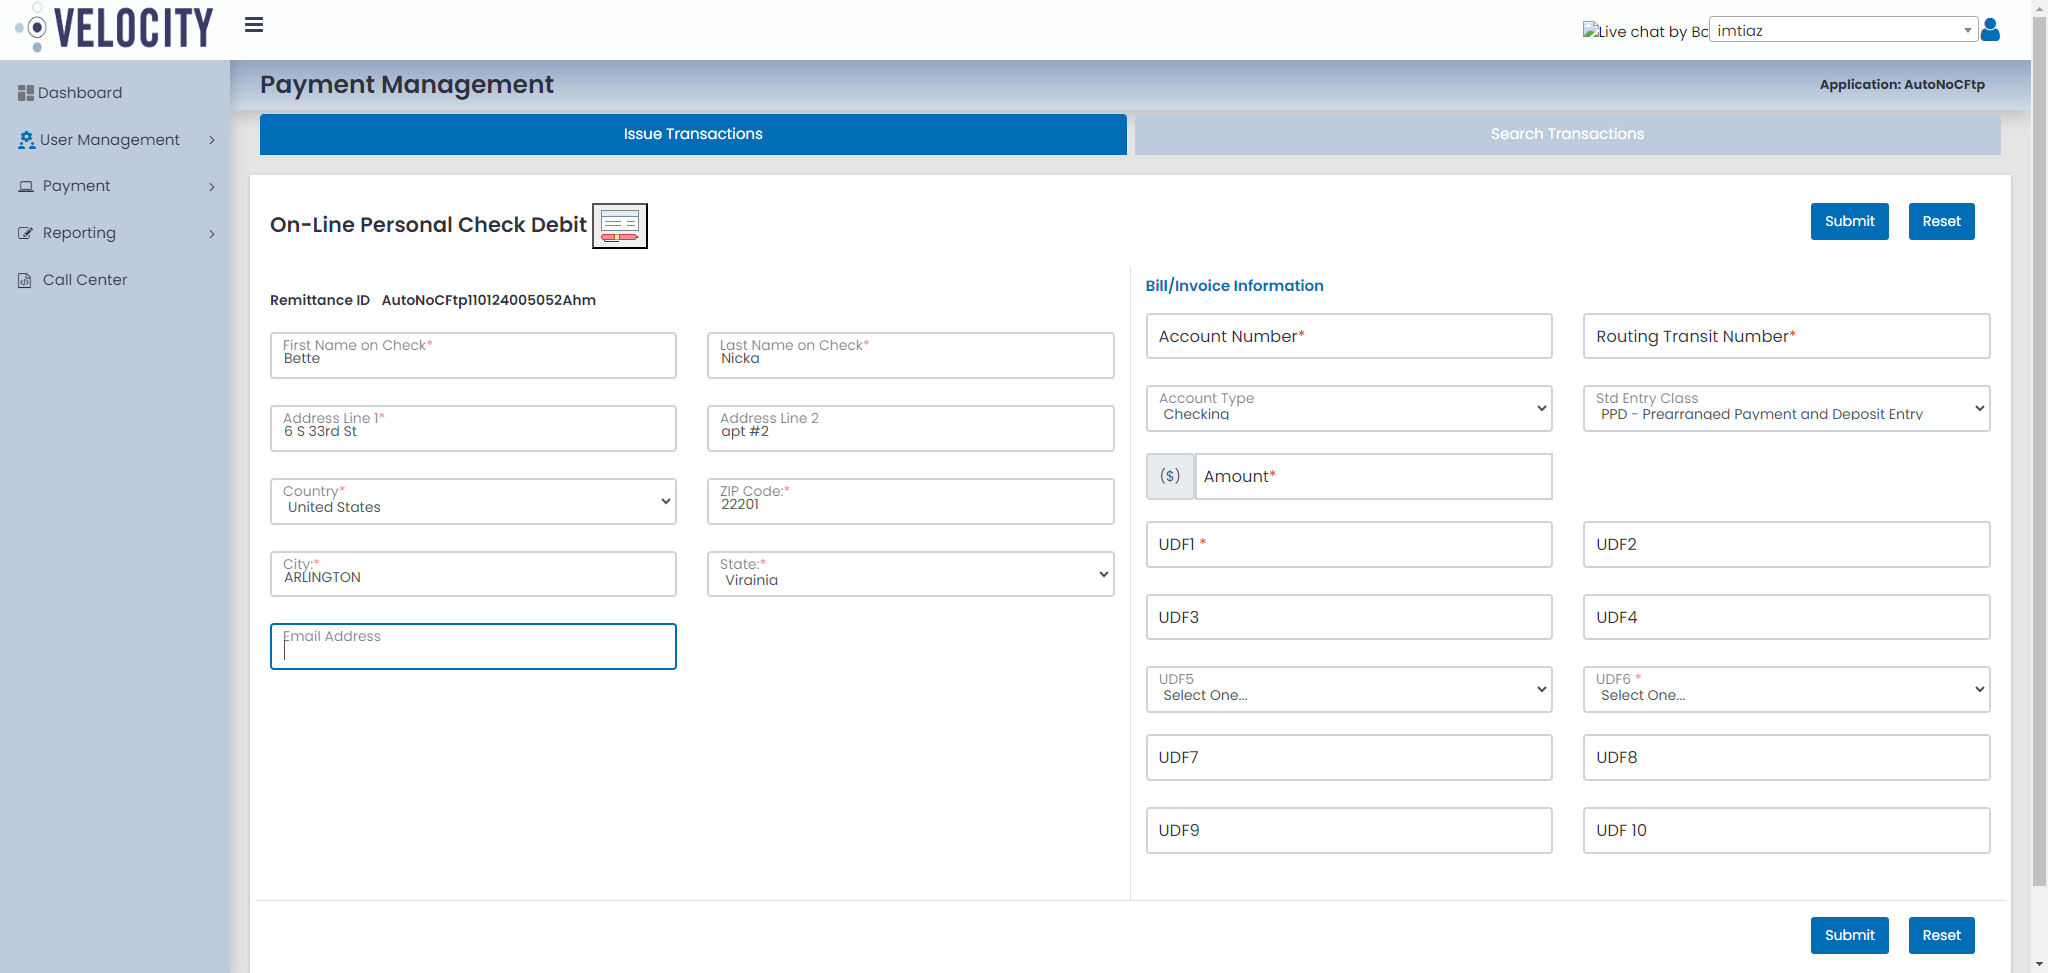 VELOCITY
Live chat by Bo
imtiaz
Dashboard
User Management
Payment
Reporting
Call Center
Payment Management
Application: AutoNoCFtp
Issue Transactions
Search Transactions
On-Line Personal Check Debit
Submit
Reset
Remittance ID AutoNoCFtp110124005052Ahm
First Name on Check*
Bette
Last Name on Check*
Nicka
Address Line 1*
6 S 33rd St
Address Line 2
apt #2
Country*
United States
ZIP Code:*
22201
City:*
ARLINGTON
State:*
Virginia
Email Address
Bill/Invoice Information
Account Number*
Routing Transit Number*
Account Type
Checking
Std Entry Class
PPD - Prearranged Payment and Deposit Entry
($)
Amount*
UDF1 *
UDF2
UDF3
UDF4
UDF5
Select One...
UDF6 *
Select One...
UDF7
UDF8
UDF9
UDF 10
Submit
Reset